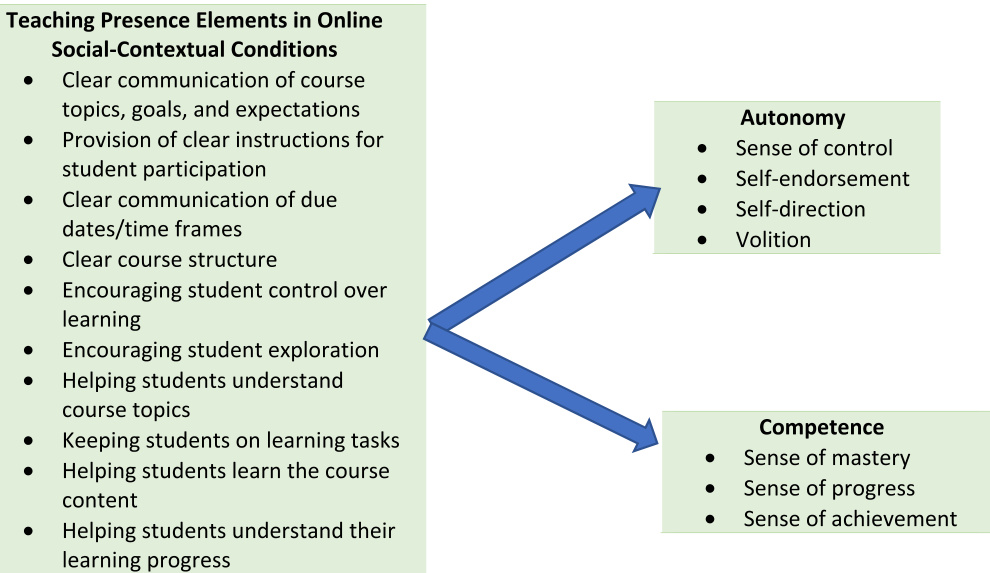 Teaching Presence Elements in Online
Social-Contextual Conditions
• Clear communication of course
topics, goals, and expectations
• Provision of clear instructions for
student participation
• Clear communication of due
dates/time frames
• Clear course structure
• Encouraging student control over
learning
• Encouraging student exploration
• Helping students understand
course topics
• Keeping students on learning tasks
• Helping students learn the course
content
• Helping students understand their
learning progress
Autonomy
• Sense of control
• Self-endorsement
• Self-direction
• Volition
Competence
• Sense of mastery
• Sense of progress
• Sense of achievement